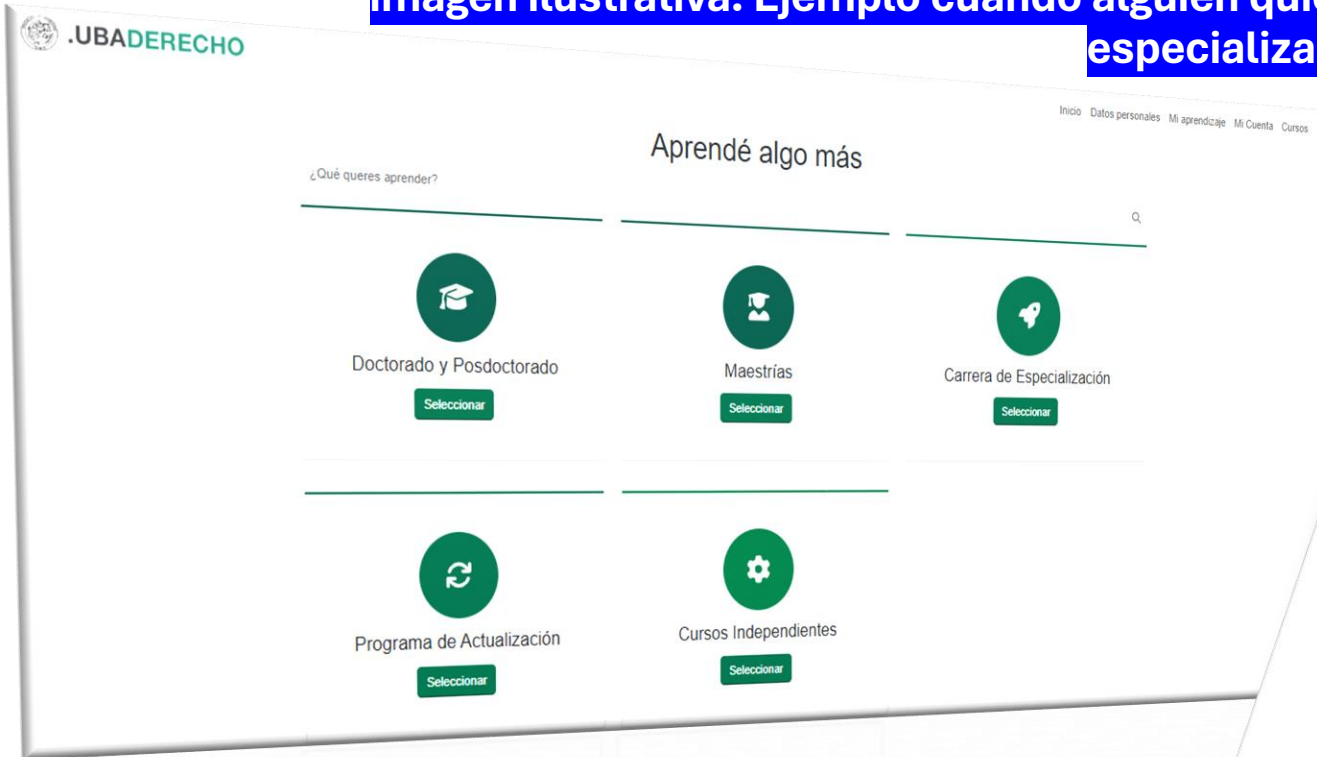 Imagen ilustrativa: Ejemplo cuando alguien
especializa
.UBADERECHO
Inicio Datos personales Mi aprendizaje Mi Cuenta Cursos
Aprendé algo más
¿Qué queres aprender?
Doctorado y Posdoctorado
Seleccionar
Maestrías
Seleccionar
Carrera de Especialización
Seleccionar
Programa de Actualización
Seleccionar
Cursos Independientes
Seleccionar